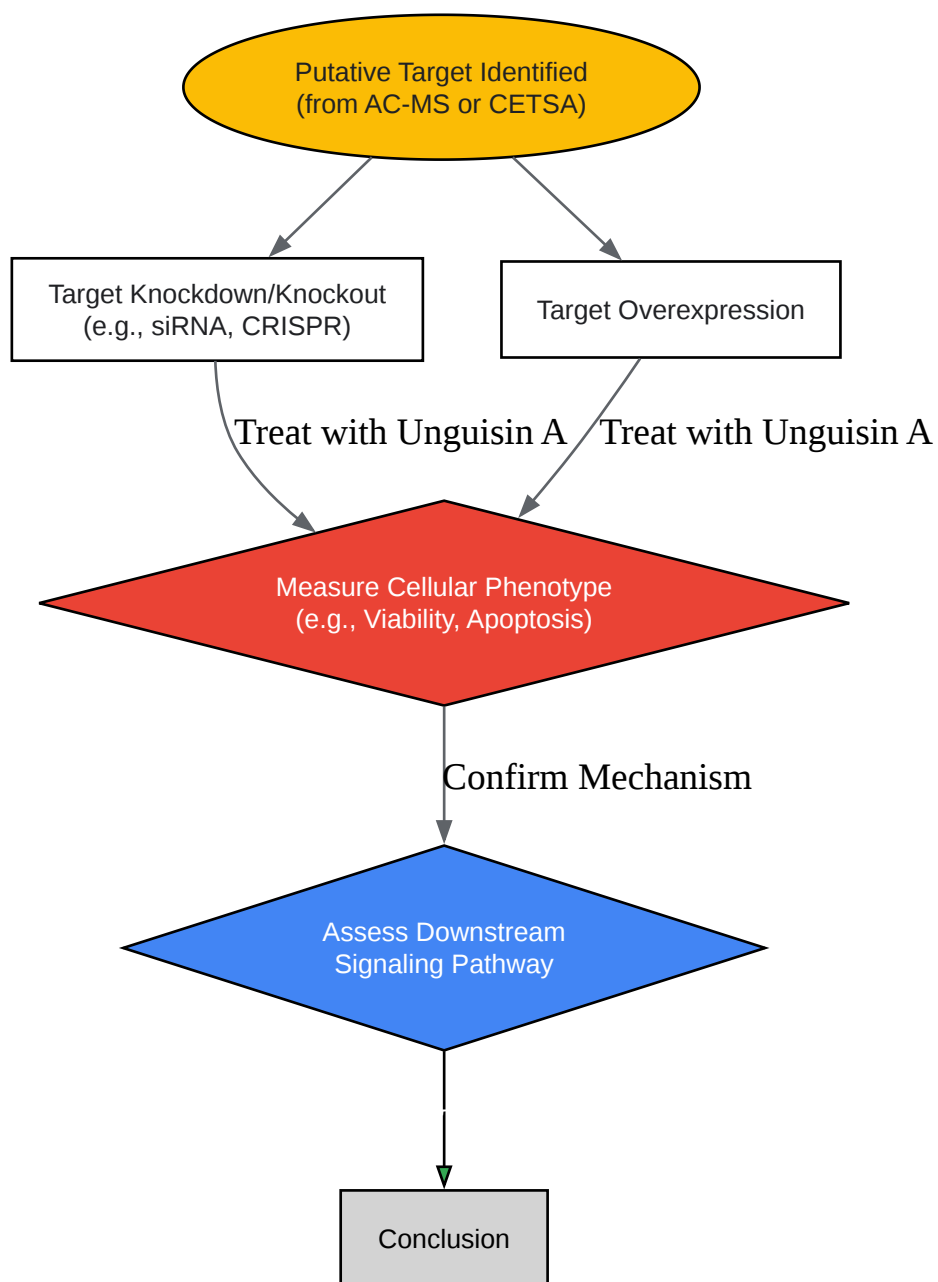 Putative Target Identified
(from AC-MS or CETSA)
Target Knockdown/Knockout
(e.g., siRNA, CRISPR)
Target Overexpression
Treat with Unguisin A
Treat with Unguisin A
Measure Cellular Phenotype
(e.g., Viability, Apoptosis)
Confirm Mechanism
Assess Downstream
Signaling Pathway
Conclusion